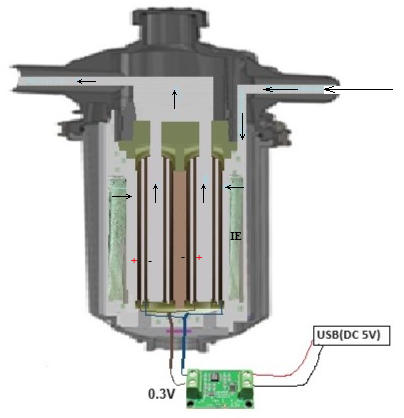 IE
+ - - +
USB(DC 5V)
0.3V